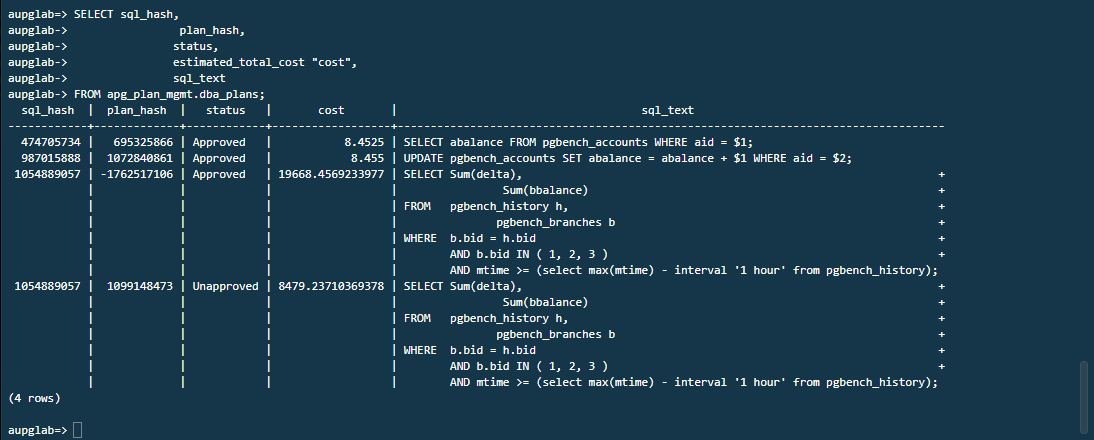 aupglab=> SELECT sql_hash,
aupglab->                 plan_hash,
aupglab->                status,
aupglab->                estimated_total_cost "cost",
aupglab->                sql_text
aupglab-> FROM apg_plan_mgmt.dba_plans;
  sql_hash  |  plan_hash  |   status   |       cost       |                                         sql_text
------------+-------------+------------+------------------+-----------------------------------------------------------------------------------
  474705734 |   695325866 | Approved   |           8.4525 | SELECT abalance FROM pgbench_accounts WHERE aid = $1;
  987015888 |  1072840861 | Approved   |            8.455 | UPDATE pgbench_accounts SET abalance = abalance + $1 WHERE aid = $2;
 1054889057 | -1762517106 | Approved   | 19668.4569233977 | SELECT Sum(delta),                                                               +
            |             |            |                  |                Sum(bbalance)                                                     +
            |             |            |                  | FROM   pgbench_history h,                                                        +
            |             |            |                  |               pgbench_branches b                                                 +
            |             |            |                  | WHERE  b.bid = h.bid                                                             +
            |             |            |                  |        AND b.bid IN ( 1, 2, 3 )                                                  +
            |             |            |                  |        AND mtime >= (select max(mtime) - interval '1 hour' from pgbench_history);
 1054889057 |  1099148473 | Unapproved | 8479.23710369378 | SELECT Sum(delta),                                                               +
            |             |            |                  |                Sum(bbalance)                                                     +
            |             |            |                  | FROM   pgbench_history h,                                                        +
            |             |            |                  |               pgbench_branches b                                                 +
            |             |            |                  | WHERE  b.bid = h.bid                                                             +
            |             |            |                  |        AND b.bid IN ( 1, 2, 3 )                                                  +
            |             |            |                  |        AND mtime >= (select max(mtime) - interval '1 hour' from pgbench_history);
(4 rows)

aupglab=>